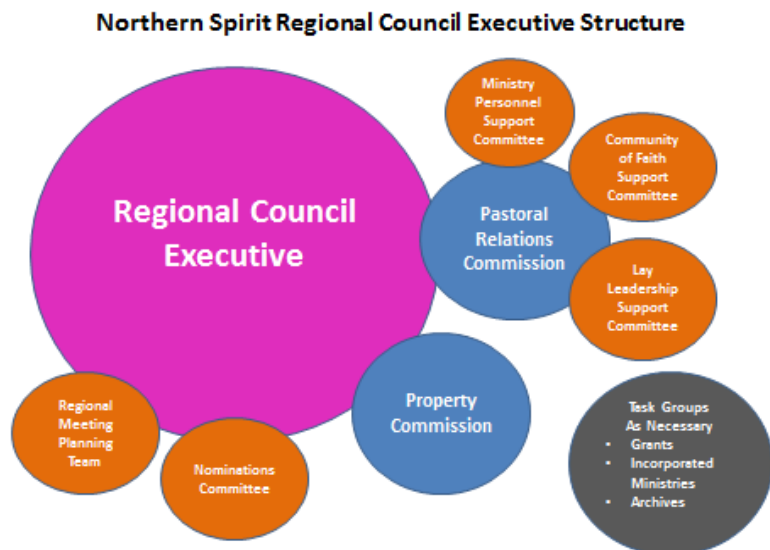 Northern Spirit Regional Council Executive Structure
Ministry
Personnel
Support
Committee
Community
of Faith
Support
Committee
Regional Council
Executive
Pastoral
Relations
Commission
Lay
Leadership
Support
Committee
Property
Commission
Regional
Meeting
Planning
Team
Nominations
Committee
Task Groups
As Necessary
• Grants
• Incorporated
Ministries
• Archives